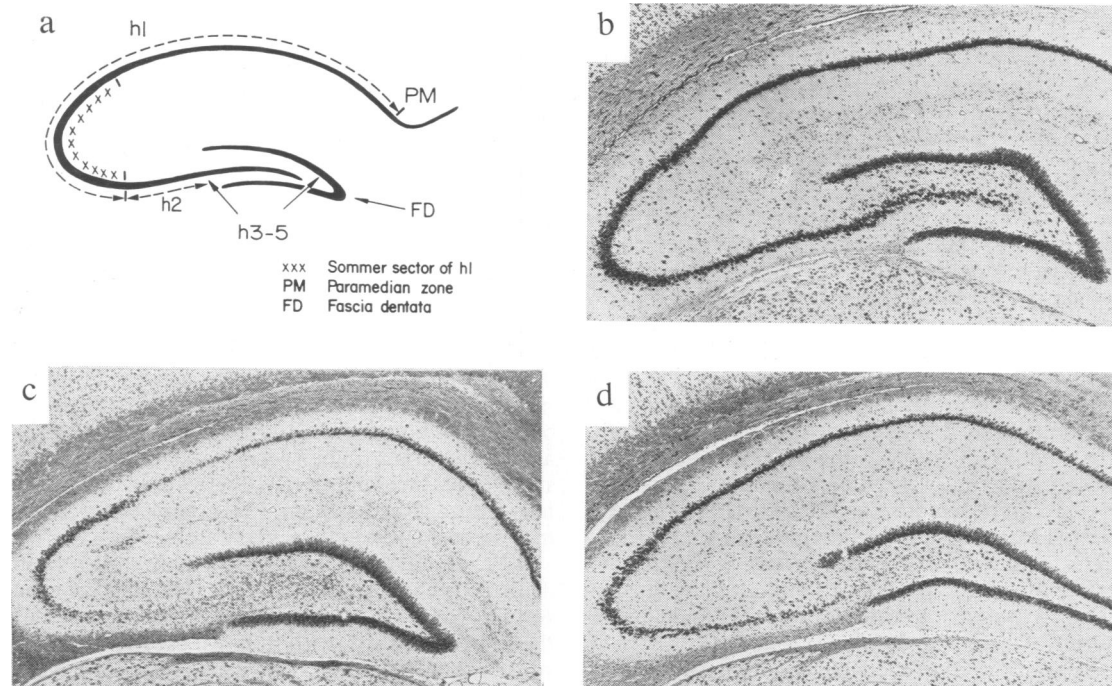 a
hl
PM
h2
FD
h3-5
xxx Sommer sector of hl
PM Paramedian zone
FD Fascia dentata
b
c
d